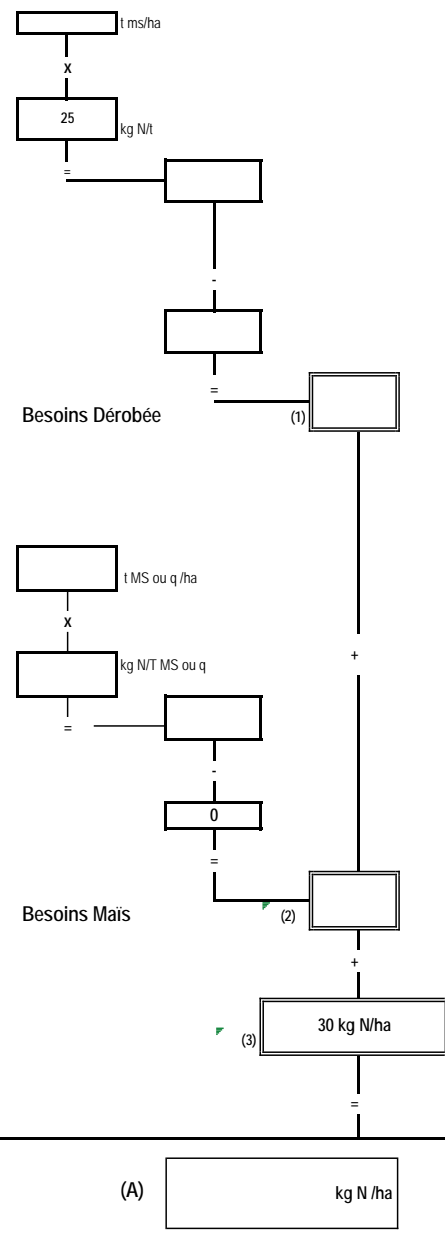 t ms/ha
x
25
kg N/t
=
-
=
Besoins Dérobée
(1)
t MS ou q /ha
x
kg N/T MS ou q
+
=
-
0
=
Besoins Maïs
(2)
+
30 kg N/ha
(3)
=
(A)
kg N /ha